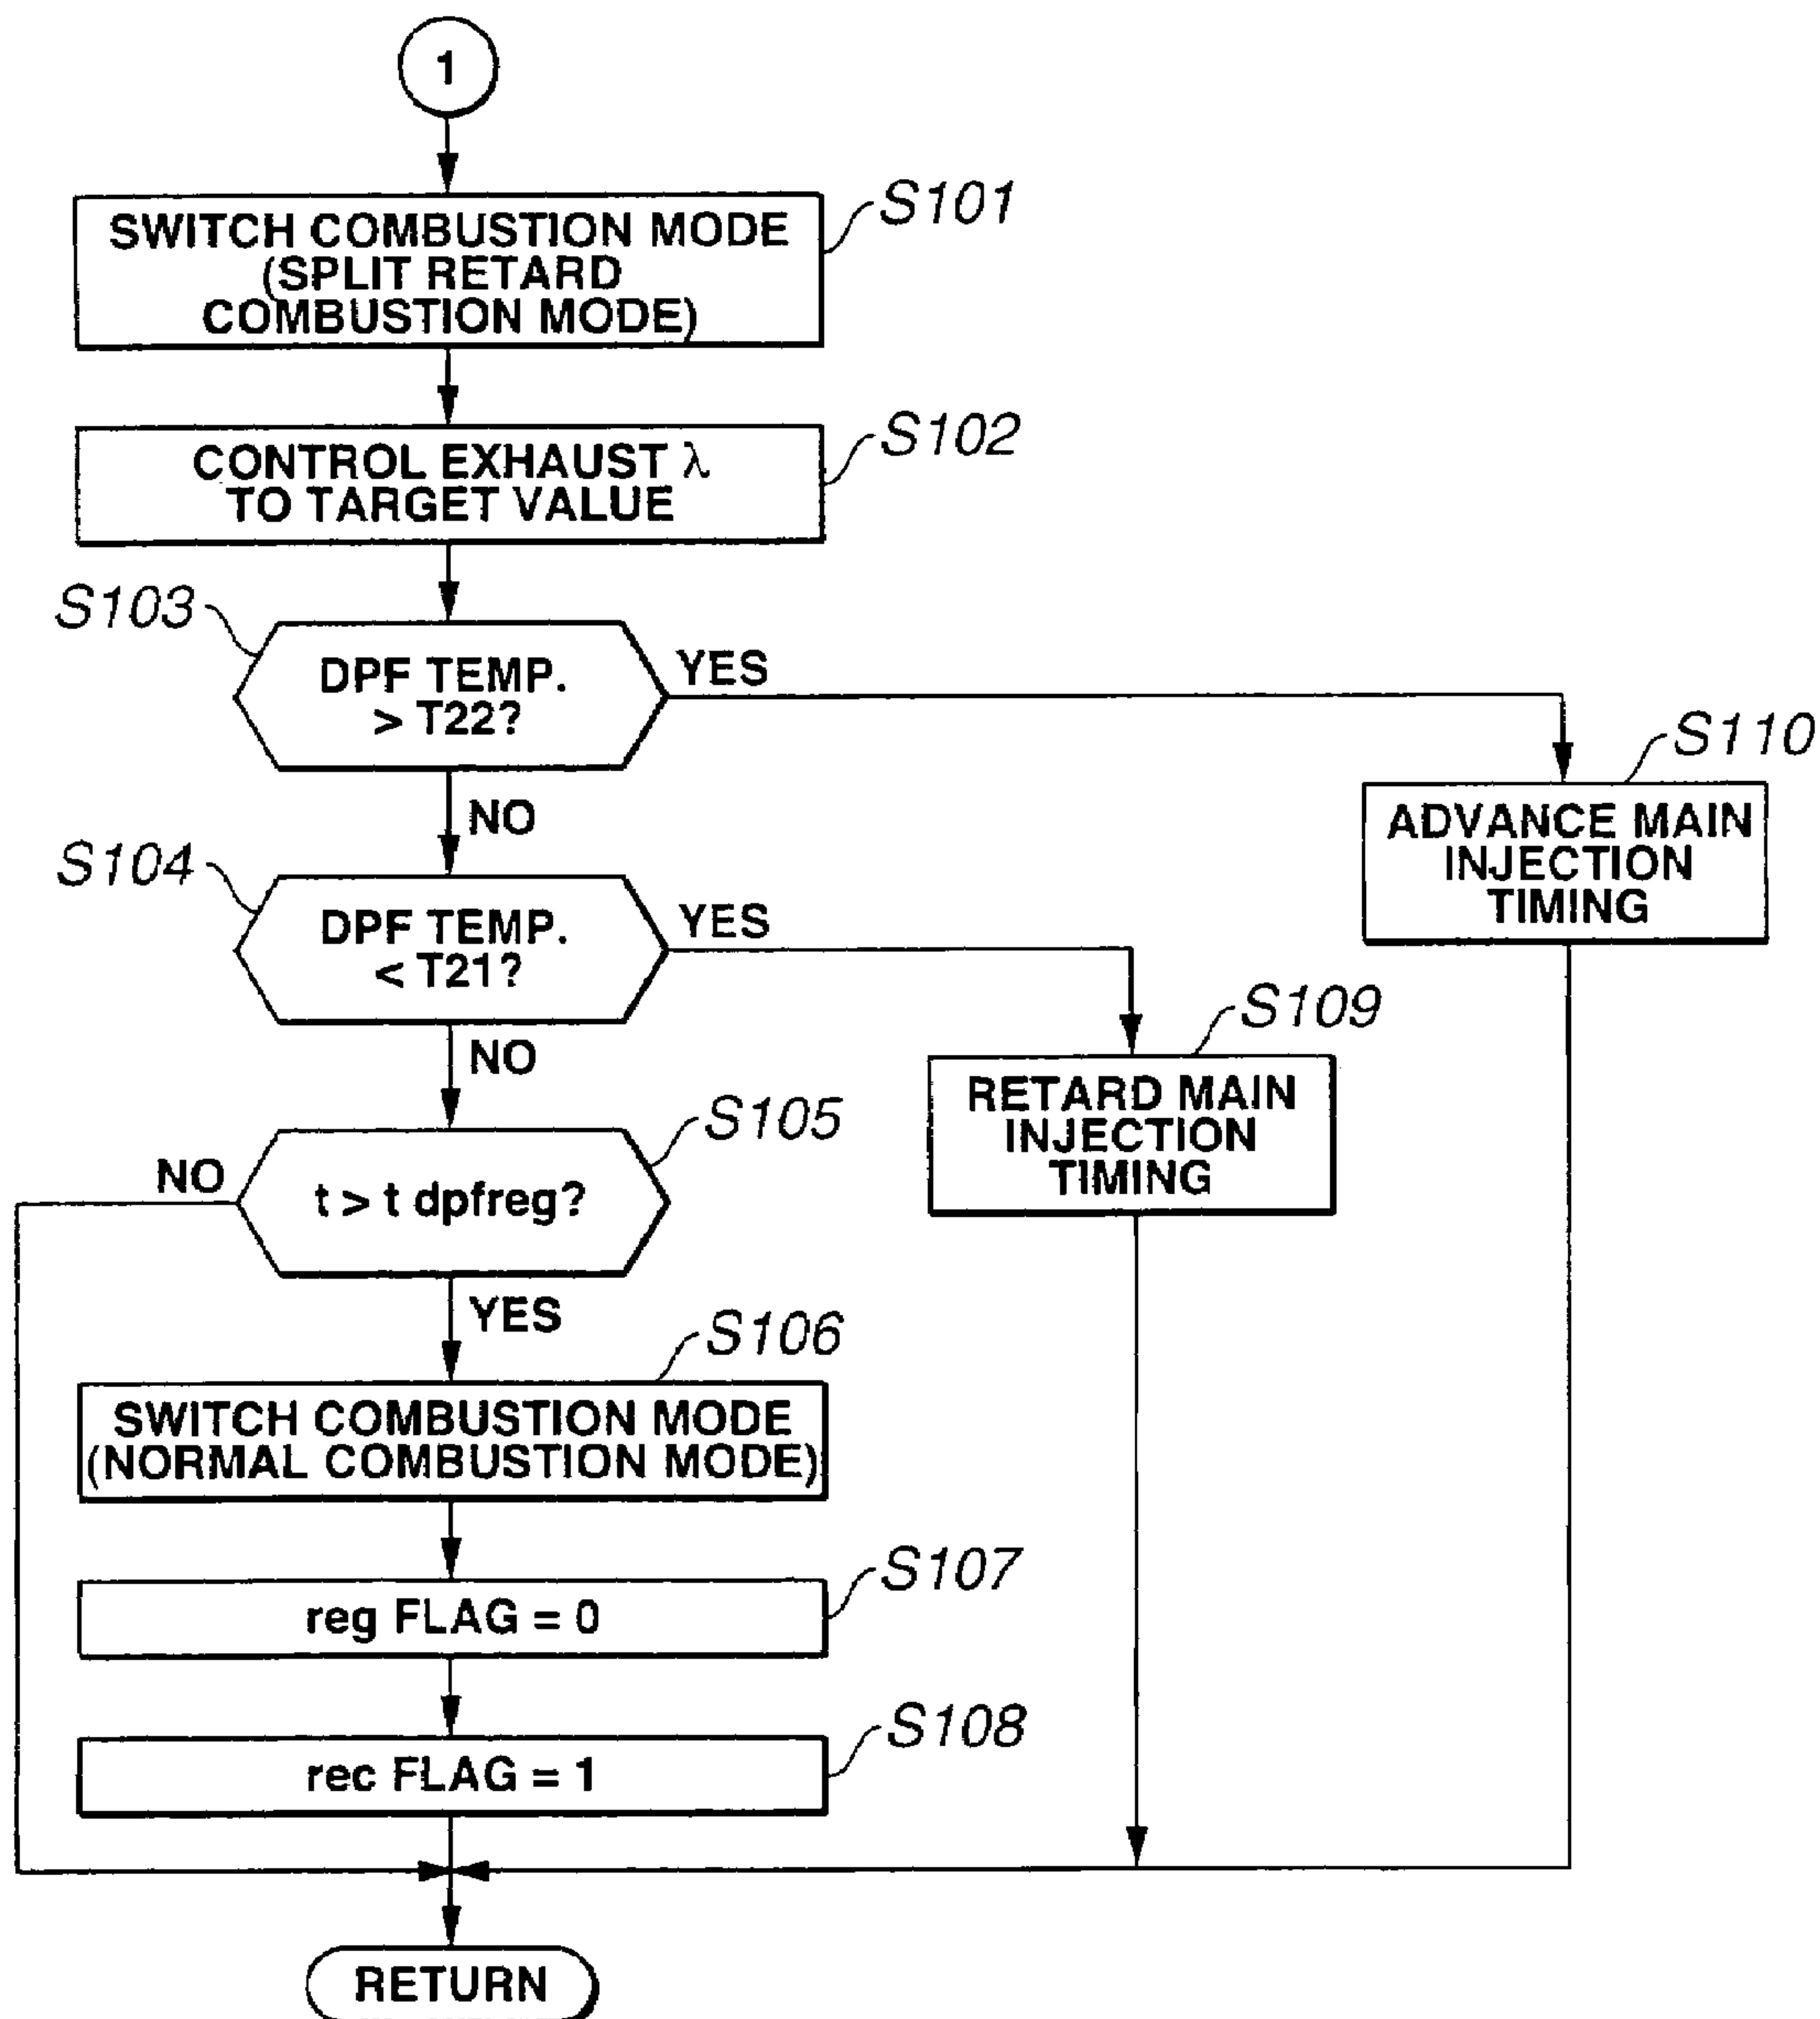 1
S101
SWITCH COMBUSTION MODE
(SPLIT RETARD
COMBUSTION MODE)
S102
CONTROL EXHAUST λ
TO TARGET VALUE
S103
DPF TEMP.
> T22?
YES
NO
S110
ADVANCE MAIN
INJECTION
TIMING
S104
DPF TEMP.
< T21?
YES
NO
S109
RETARD MAIN
INJECTION
TIMING
S105
NO
t > t dpfreg?
YES
S106
SWITCH COMBUSTION MODE
(NORMAL COMBUSTION MODE)
S107
reg FLAG = 0
S108
rec FLAG = 1
RETURN